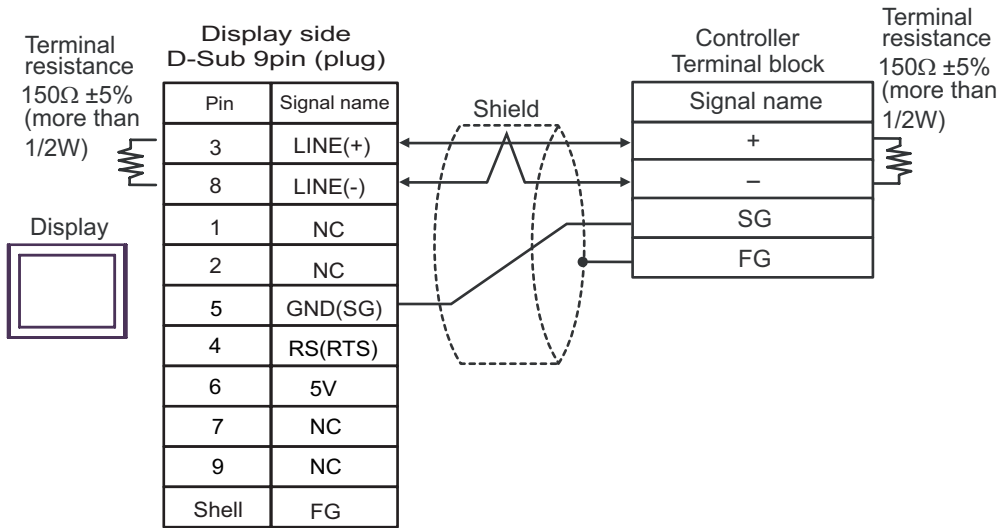 Terminal
resistance
150Ω ±5%
(more than
1/2W)
Display
Display side
D-Sub 9pin (plug)
Pin Signal name
3 LINE(+)
8 LINE(-)
1 NC
2 NC
5 GND(SG)
4 RS(RTS)
6 5V
7 NC
9 NC
Shell FG
Shield
Controller
Terminal block
Signal name
+
–
SG
FG
Terminal
resistance
150Ω ±5%
(more than
1/2W)